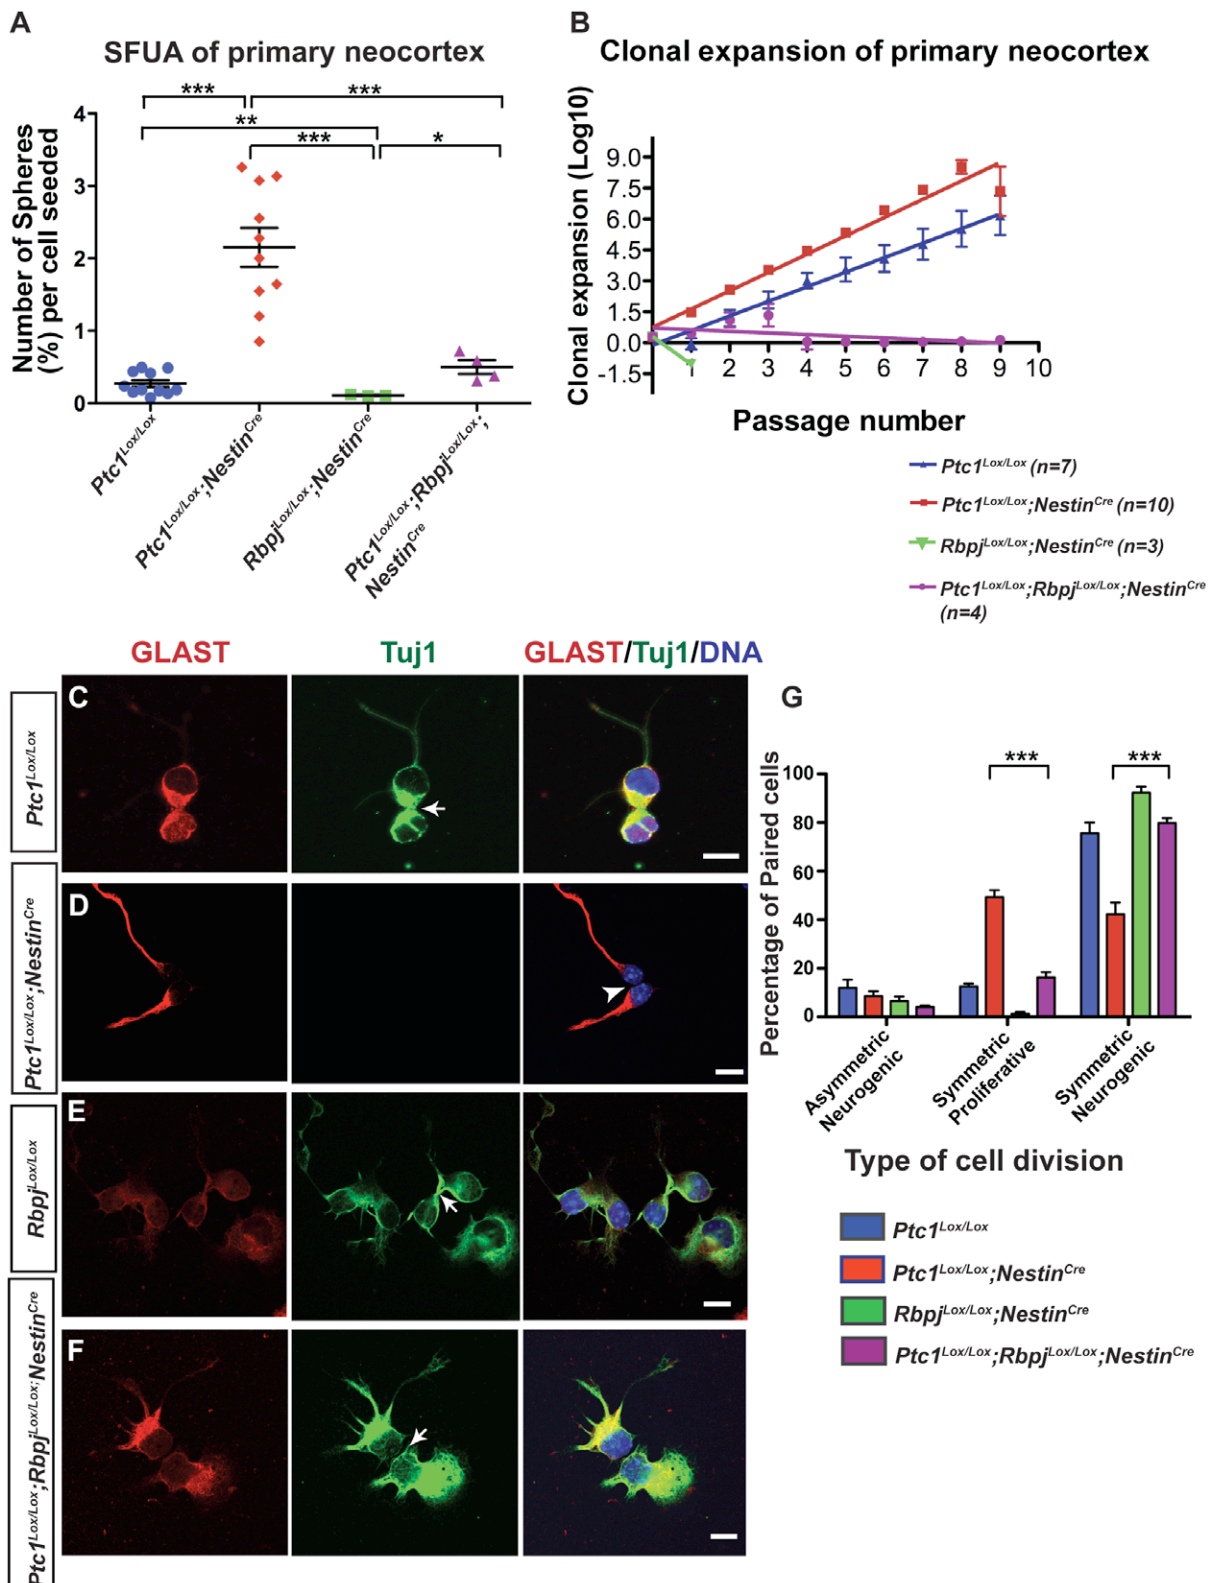 A
SFUA of primary neocortex
Number of Spheres
(%) per cell seeded
4
3
2
1
0
***
***
**
***
*
Ptc1Lox/Lox
Ptc1Lox/Lox;NestinCre
RbpjLox/Lox;NestinCre
Ptc1Lox/Lox;RbpjLox/Lox;
NestinCre
B
Clonal expansion of primary neocortex
Clonal expansion (Log10)
9.0
7.5
6.0
4.5
3.0
1.5
0.0
-1.5
1 2 3 4 5 6 7 8 9 10
Passage number
Ptc1Lox/Lox (n=7)
Ptc1Lox/Lox;NestinCre (n=10)
RbpjLox/Lox;NestinCre (n=3)
Ptc1Lox/Lox;RbpjLox/Lox;NestinCre
(n=4)
GLAST
Tuj1
GLAST/Tuj1/DNA
C
Ptc1Lox/Lox
D
Ptc1Lox/Lox;NestinCre
E
RbpjLox/Lox
F
Ptc1Lox/Lox;RbpjLox/Lox;NestinCre
G
Percentage of Paired cells
100
80
60
40
20
0
***
***
Asymmetric
Neurogenic
Symmetric
Proliferative
Symmetric
Neurogenic
Type of cell division
Ptc1Lox/Lox
Ptc1Lox/Lox;NestinCre
RbpjLox/Lox;NestinCre
Ptc1Lox/Lox;RbpjLox/Lox;NestinCre